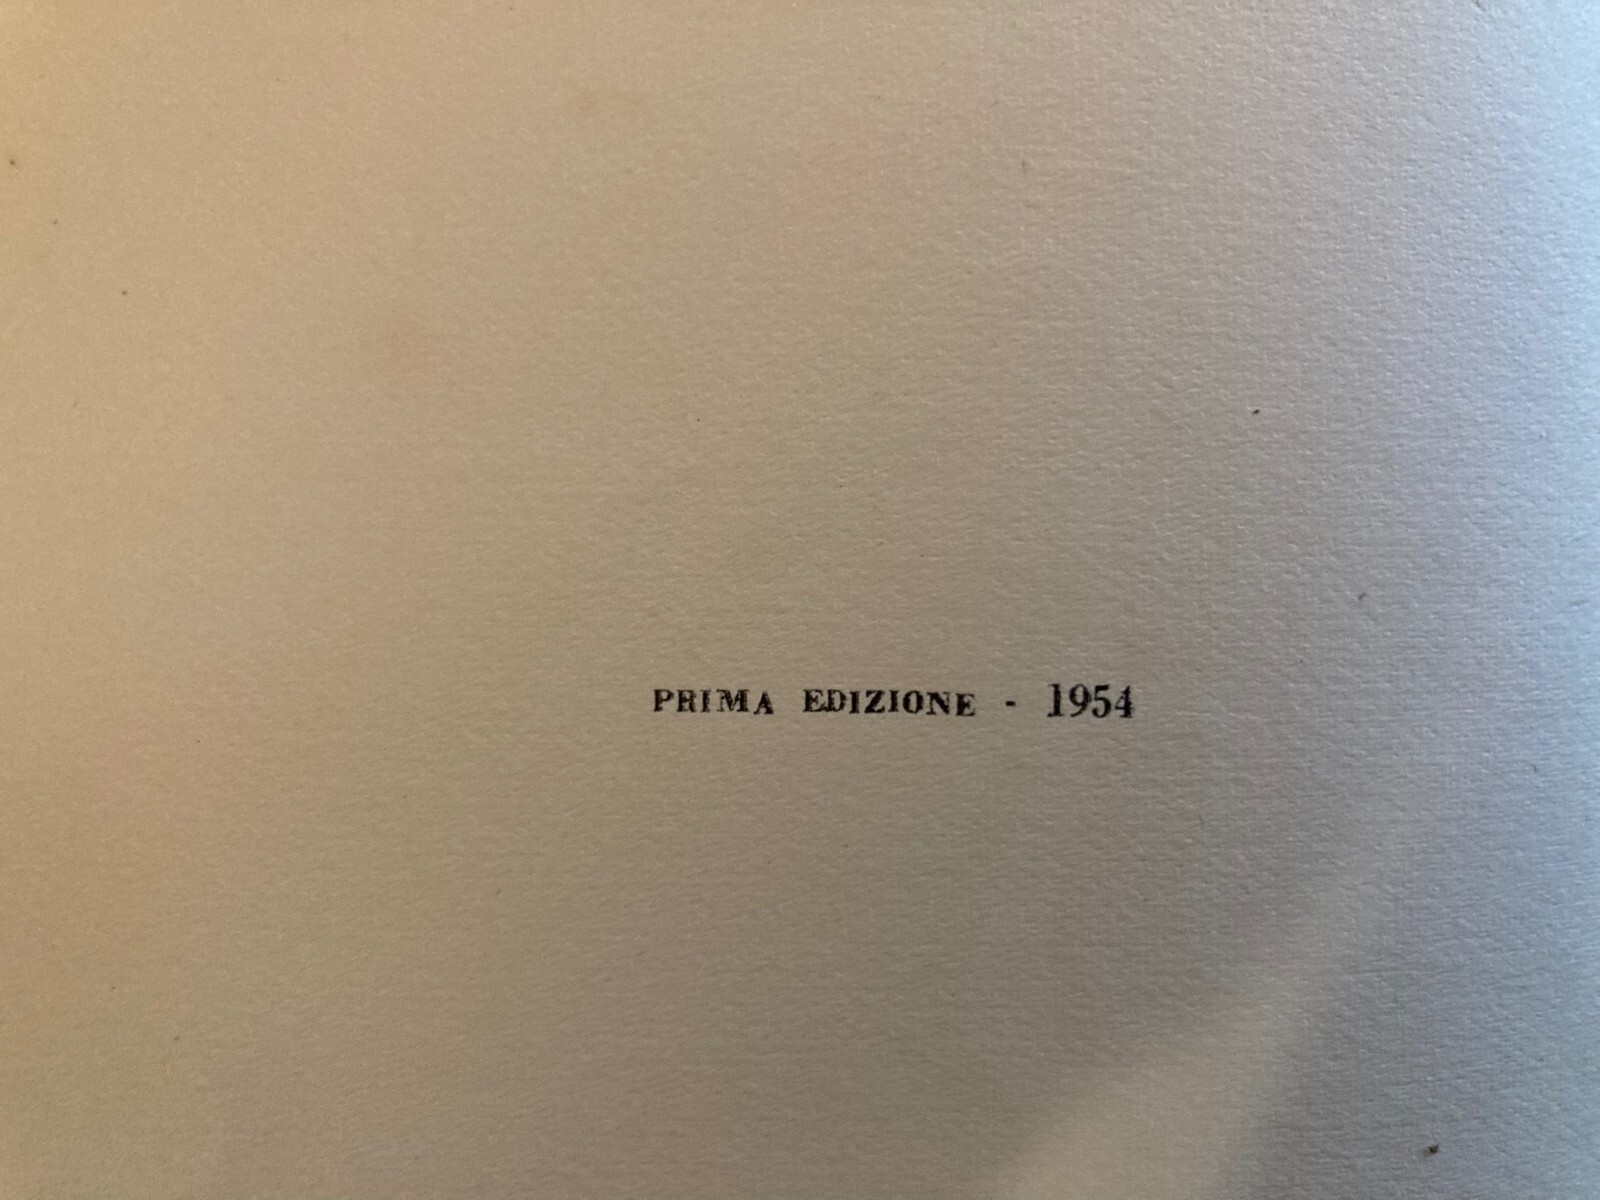 PRIMA EDIZIONE - 1954